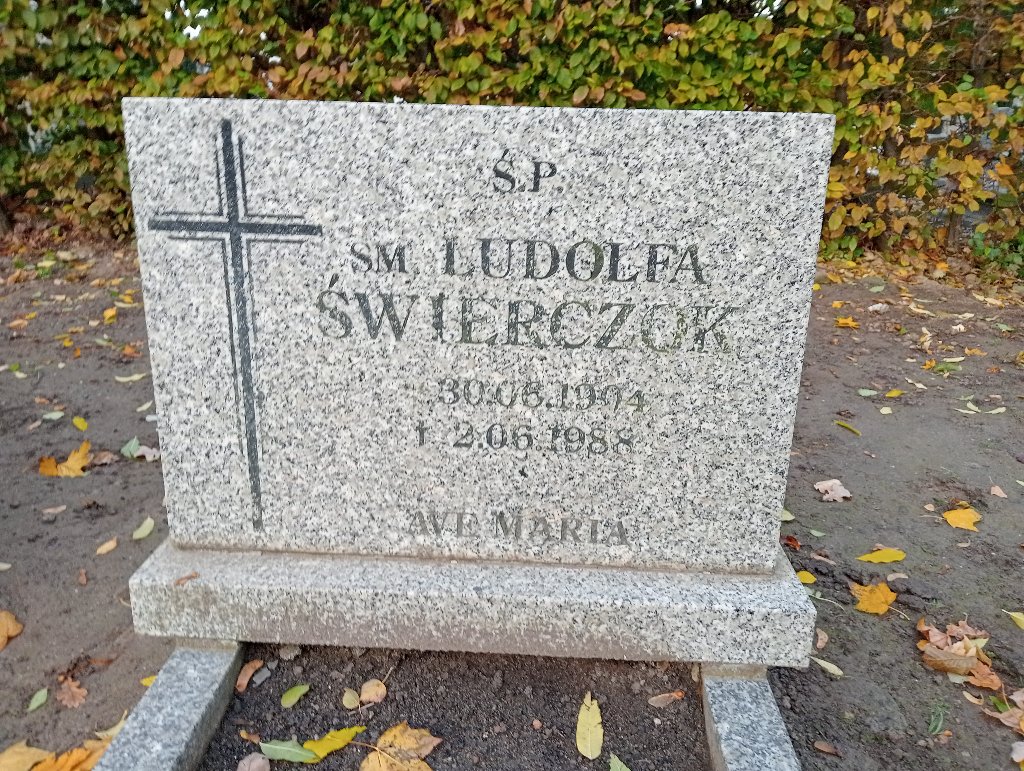 Ś.P.
SM LUDOLFA
ŚWIERCZOK
30.06.1904
† 2.06.1988
AVE MARIA